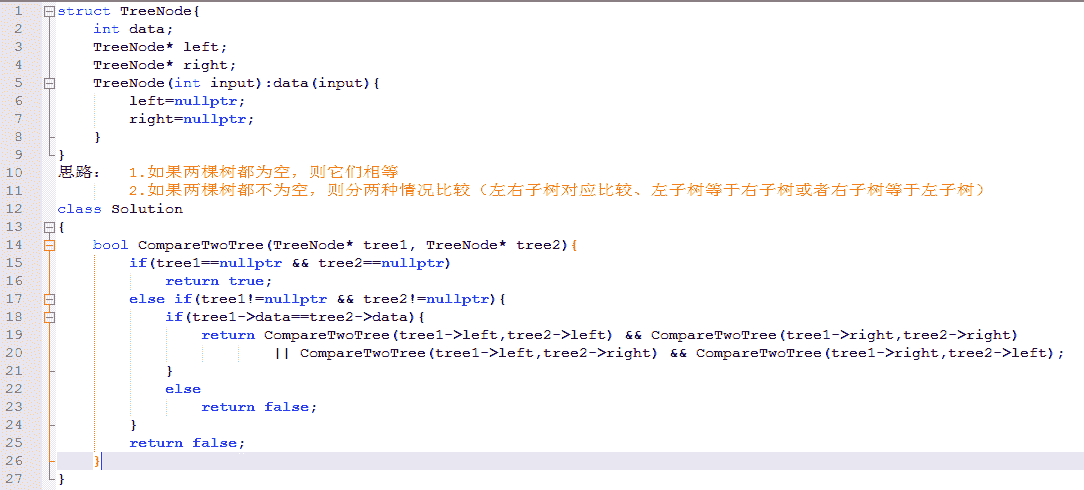 1 struct TreeNode{
2     int data;
3     TreeNode* left;
4     TreeNode* right;
5     TreeNode(int input):data(input){
6         left=nullptr;
7         right=nullptr;
8     }
9 }
10 思路： 1.如果两棵树都为空，则它们相等
11         2.如果两棵树都不为空，则分两种情况比较（左右子树对应比较、左子树等于右子树或者右子树等于左子树）
12 class Solution
13 {
14     bool CompareTwoTree(TreeNode* tree1, TreeNode* tree2){
15         if(tree1==nullptr && tree2==nullptr)
16             return true;
17         else if(tree1!=nullptr && tree2!=nullptr){
18             if(tree1->data==tree2->data){
19                 return CompareTwoTree(tree1->left,tree2->left) && CompareTwoTree(tree1->right,tree2->right)
20                         || CompareTwoTree(tree1->left,tree2->right) && CompareTwoTree(tree1->right,tree2->left);
21             }
22             else
23                 return false;
24         }
25         return false;
26     }
27 }